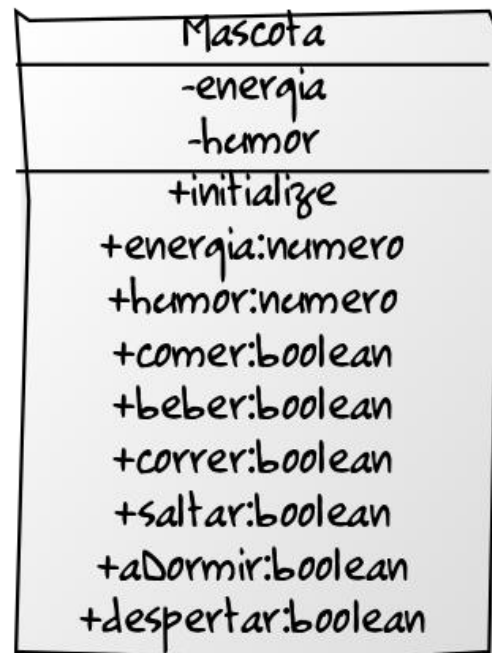 Mascota
-energia
-humor
+initialize
+energia:numero
+humor:numero
+comer:boolean
+beber:boolean
+correr:boolean
+saltar:boolean
+aDormir:boolean
+despertar:boolean